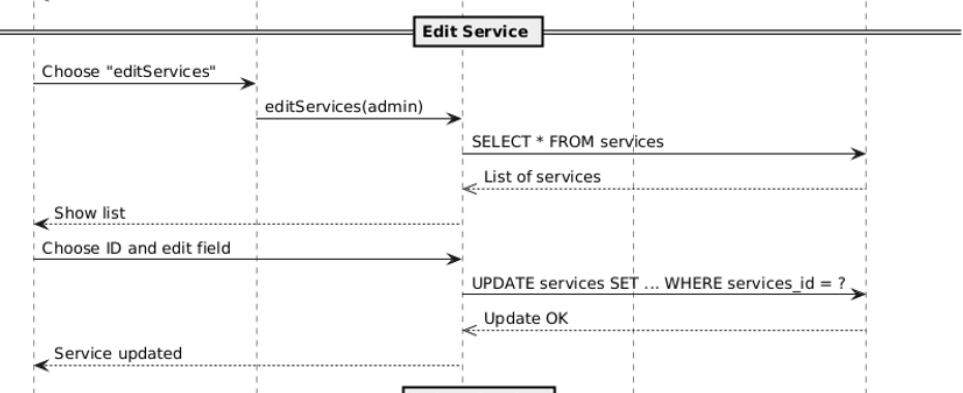 Edit Service
Choose "editServices"
editServices(admin)
SELECT * FROM services
List of services
Show list
Choose ID and edit field
UPDATE services SET ... WHERE services_id = ?
Update OK
Service updated